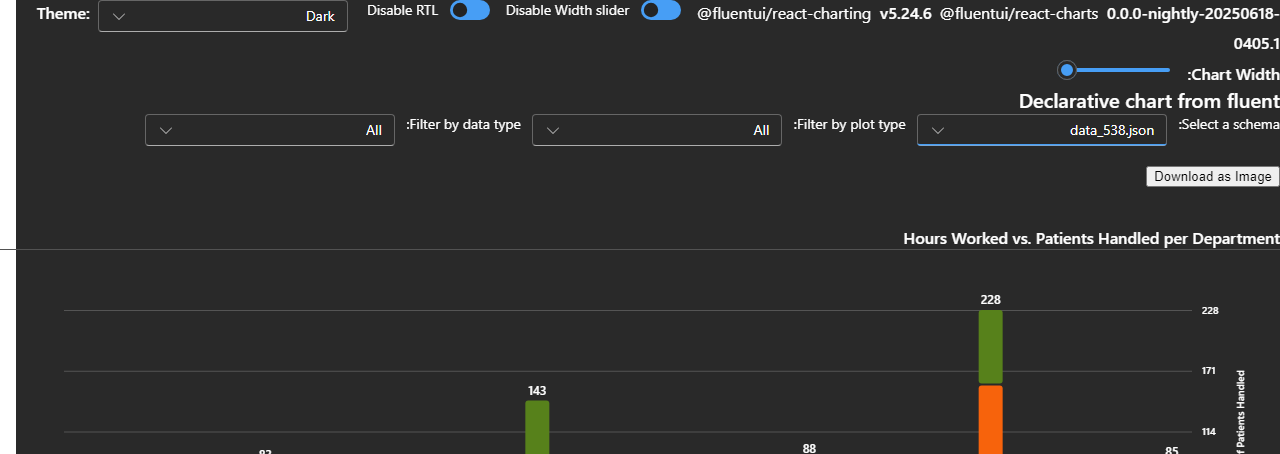 Theme:
Dark
Disable RTL
Disable Width slider
@fluentui/react-charting v5.24.6 @fluentui/react-charts 0.0.0-nightly-20250618-
0405.1
:Chart Width
Declarative chart from fluent
:Select a schema
data_538.json
:Filter by plot type
All
:Filter by data type
All
Download as Image
Hours Worked vs. Patients Handled per Department
228
228
171
143
114
88
85
Patients Handled